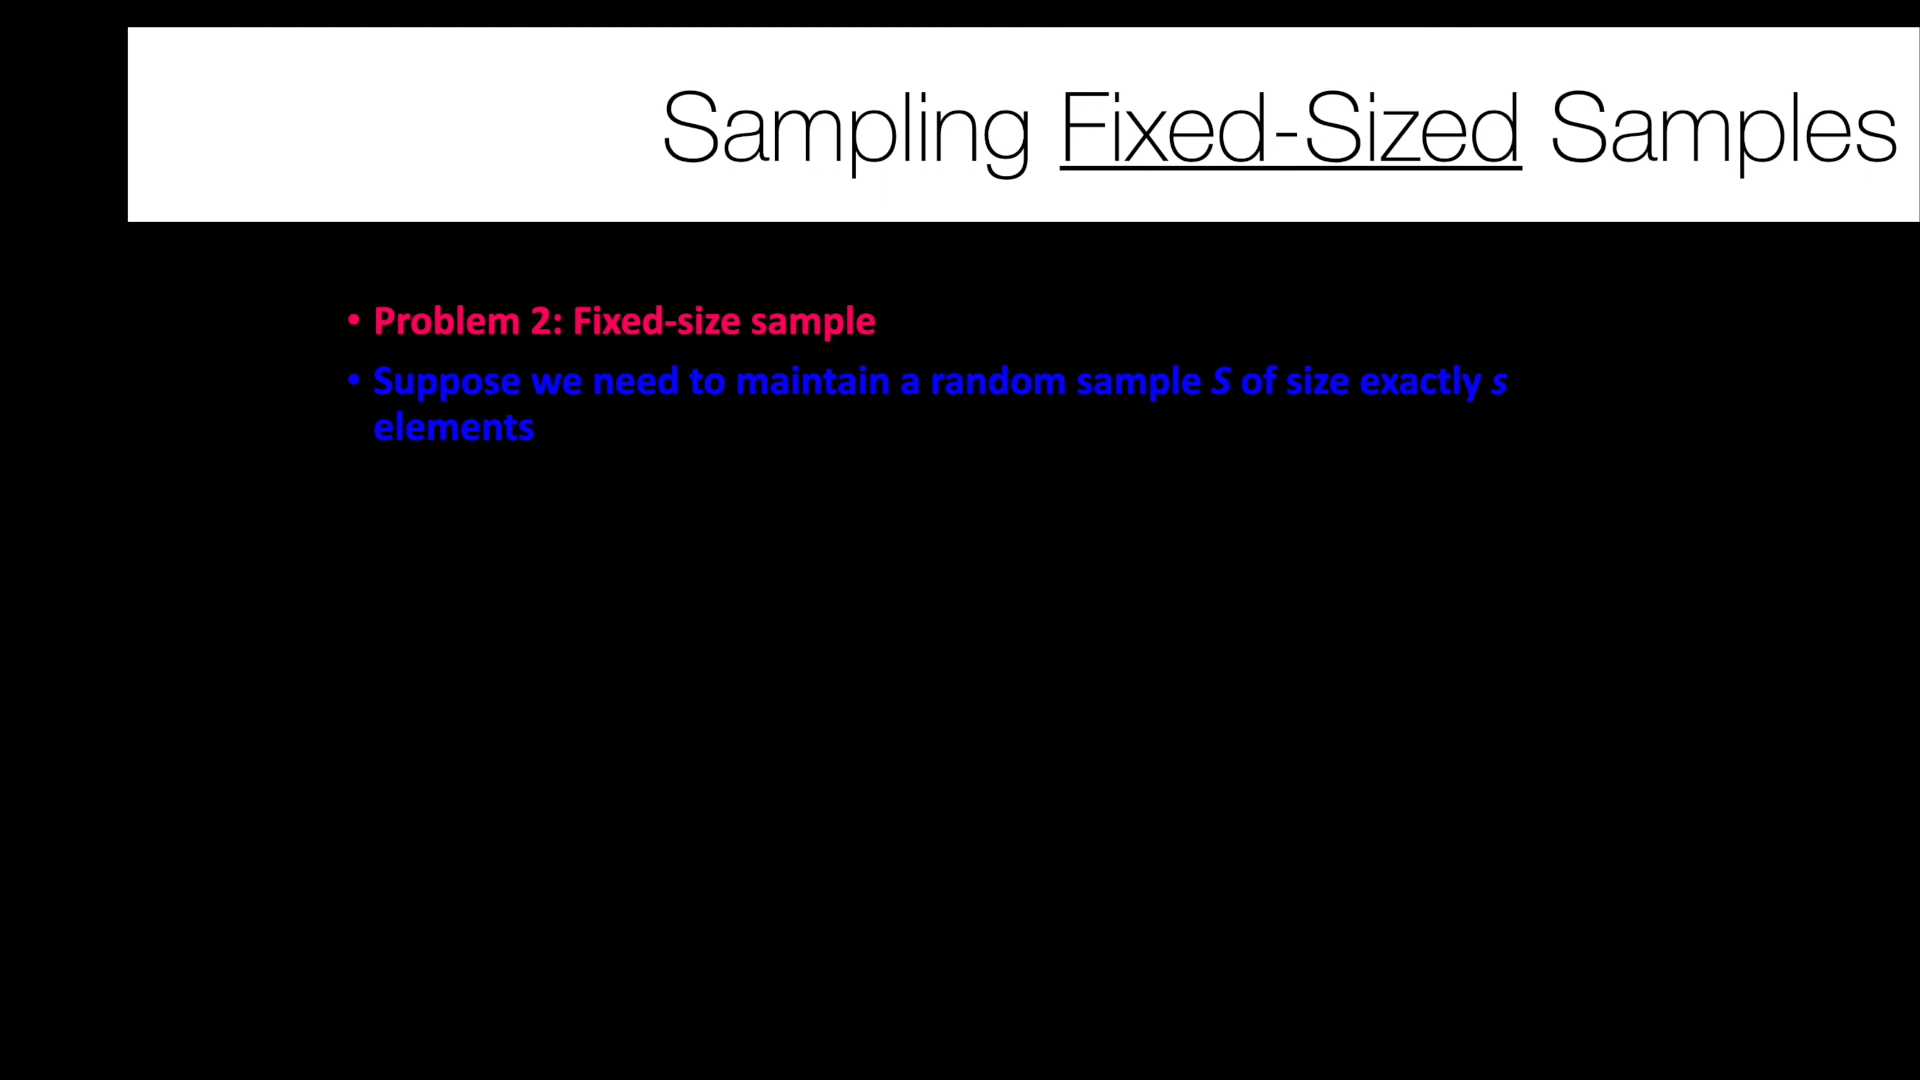 Sampling Fixed-Sized Samples
• Problem 2: Fixed-size sample
• Suppose we need to maintain a random sample S of size exactly s
elements